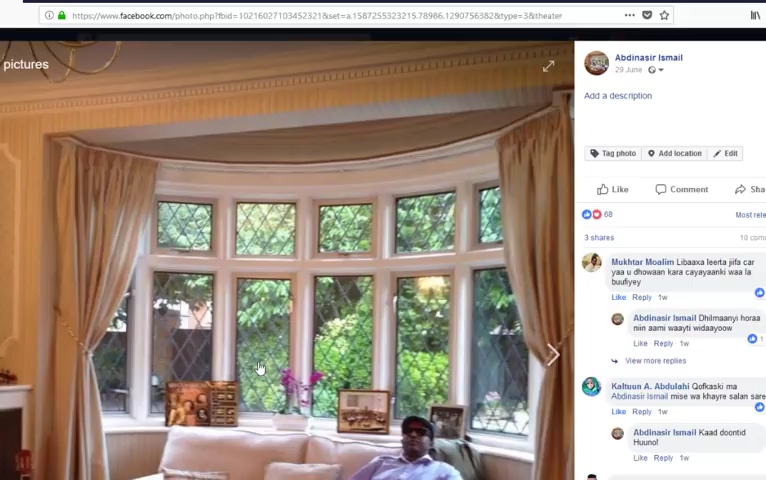 https://www.facebook.com/photo.php?fbid=10216027103452321&set=a.1587255323215.78986.1290756382&type=3&theater
pictures
Abdinasir Ismail
29 June
Add a description
Tag photo Add location Edit
Like Comment Sha
68 Most rele
3 shares 10 com
Mukhtar Moalim Libaaxa leerta jiifa car
yaa u dhowaan kara cayayaanki waa la
buufiyey
Like Reply 1w
Abdinasir Ismail Dhilmaanyi horaa
niin aami waayti widaayoow
Like Reply 1w 1
View more replies
Kaltuun A. Abdulahi Qofkaski ma
Abdinasir Ismail mise wa khayre salan sare
Like Reply 1w
Abdinasir Ismail Kaad doontid
Huuno!
Like Reply 1w